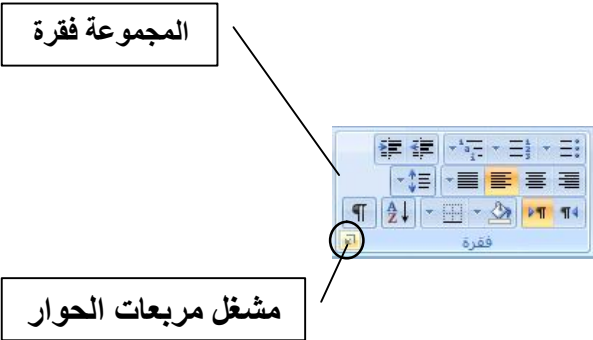 المجموعة فقرة
فقرة
مشغل مربعات الحوار